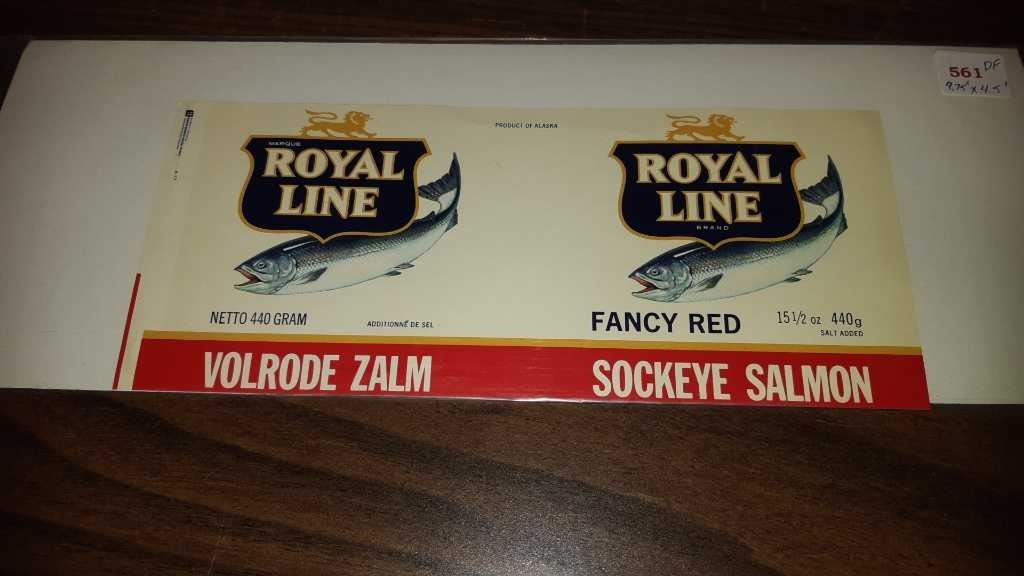 561 DF
9.75" x 4.5"
PRODUCT OF ALASKA
MARQUE
ROYAL
LINE
NETTO 440 GRAM
ADDITIONNÉ DE SEL
VOLRODE ZALM
ROYAL
LINE
BRAND
FANCY RED
15 1/2 oz 440g
SALT ADDED
SOCKEYE SALMON